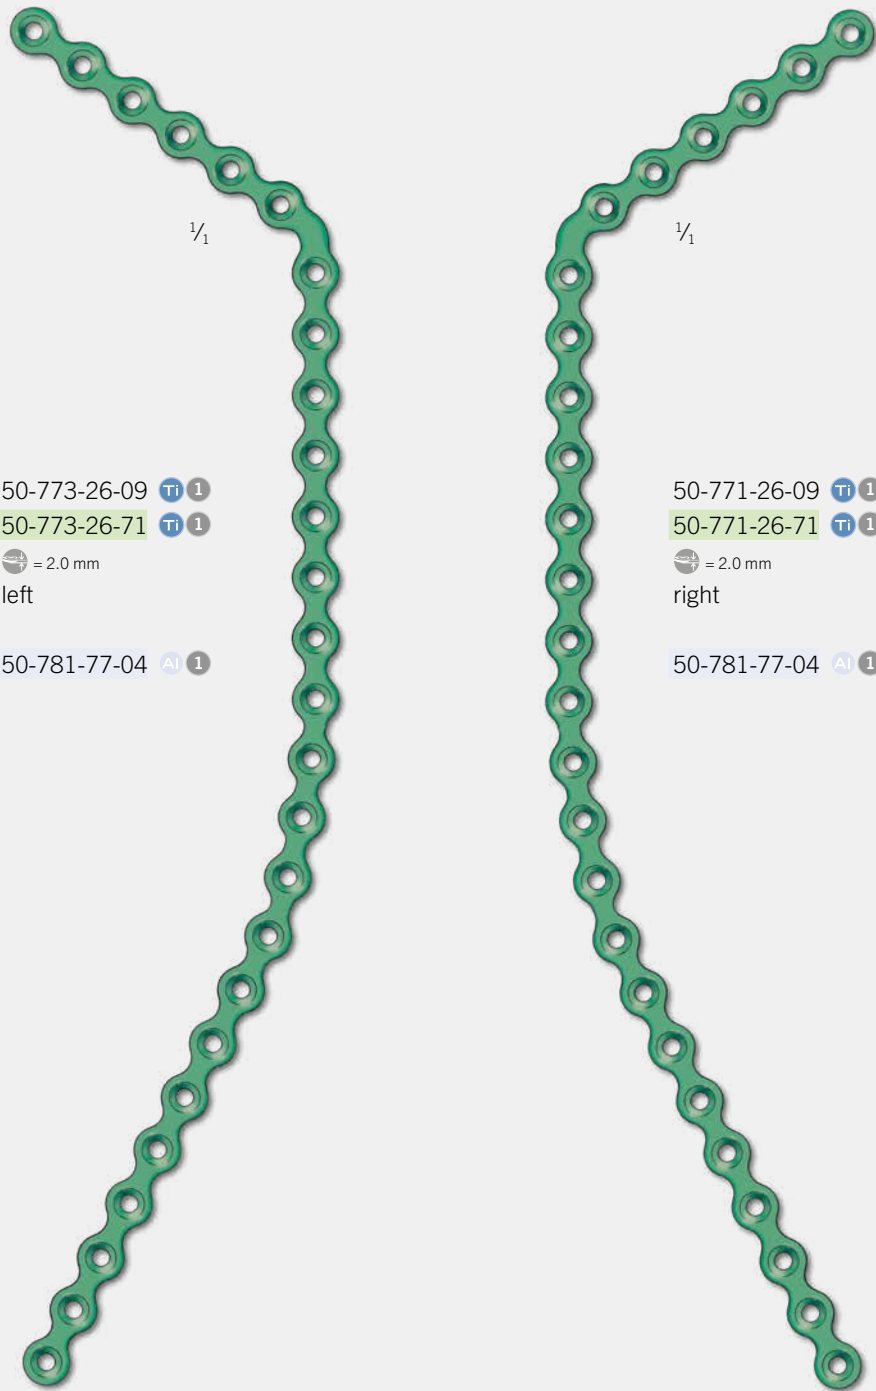 ¹⁄₁
50-773-26-09 Ti 1
50-773-26-71 Ti 1
= 2.0 mm
left
50-781-77-04 Al 1
¹⁄₁
50-771-26-09 Ti 1
50-771-26-71 Ti 1
= 2.0 mm
right
50-781-77-04 Al 1